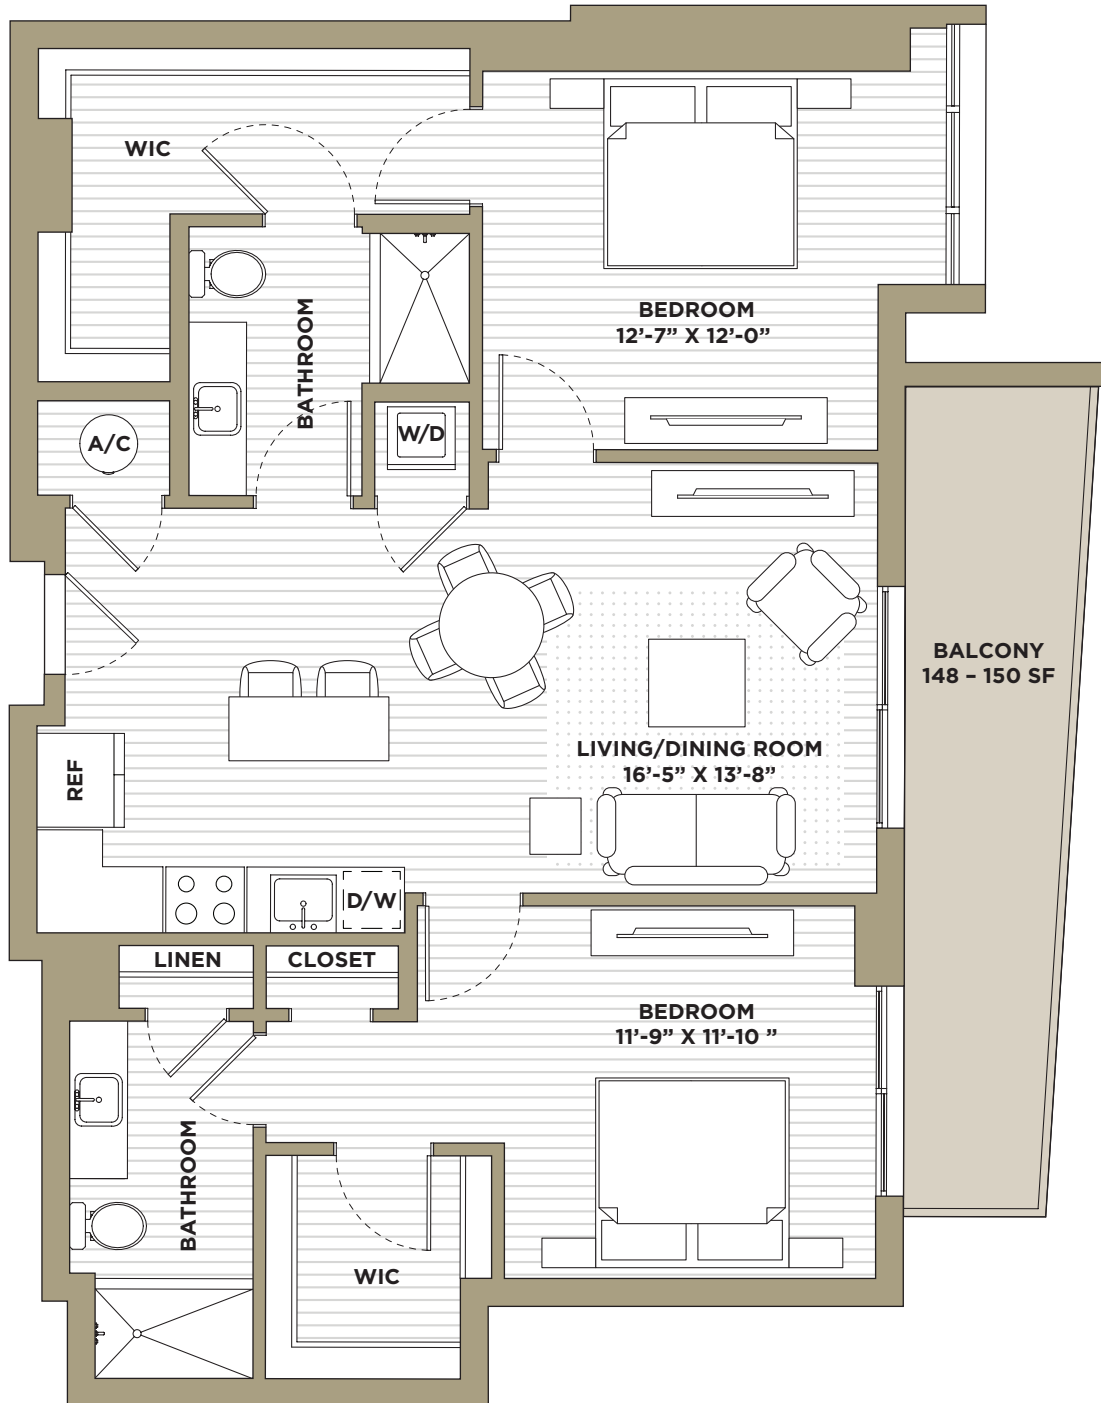 WIC
BEDROOM
12’-7” X 12’-0”
BATHROOM
A/C
W/D
BALCONY
148 – 150 SF
LIVING/DINING ROOM
16’-5” X 13’-8”
REF
D/W
LINEN
CLOSET
BEDROOM
11’-9” X 11’-10 ”
BATHROOM
WIC